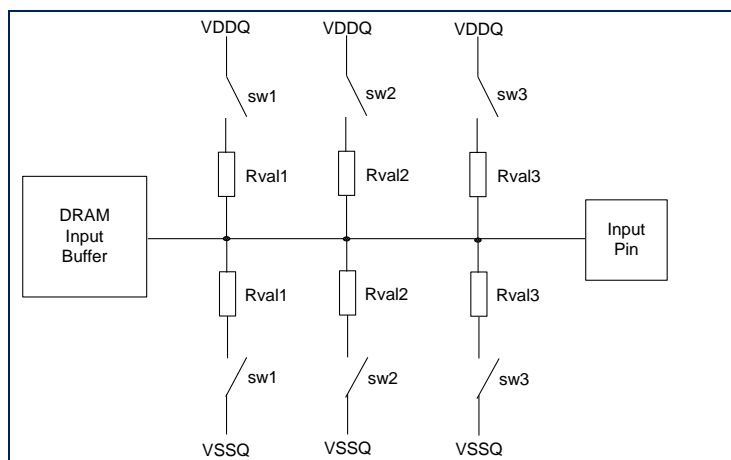 VDDQ VDDQ VDDQ
sw1 sw2 sw3
Rval1 Rval2 Rval3
DRAM
Input
Buffer
Input
Pin
Rval1 Rval2 Rval3
sw1 sw2 sw3
VSSQ VSSQ VSSQ